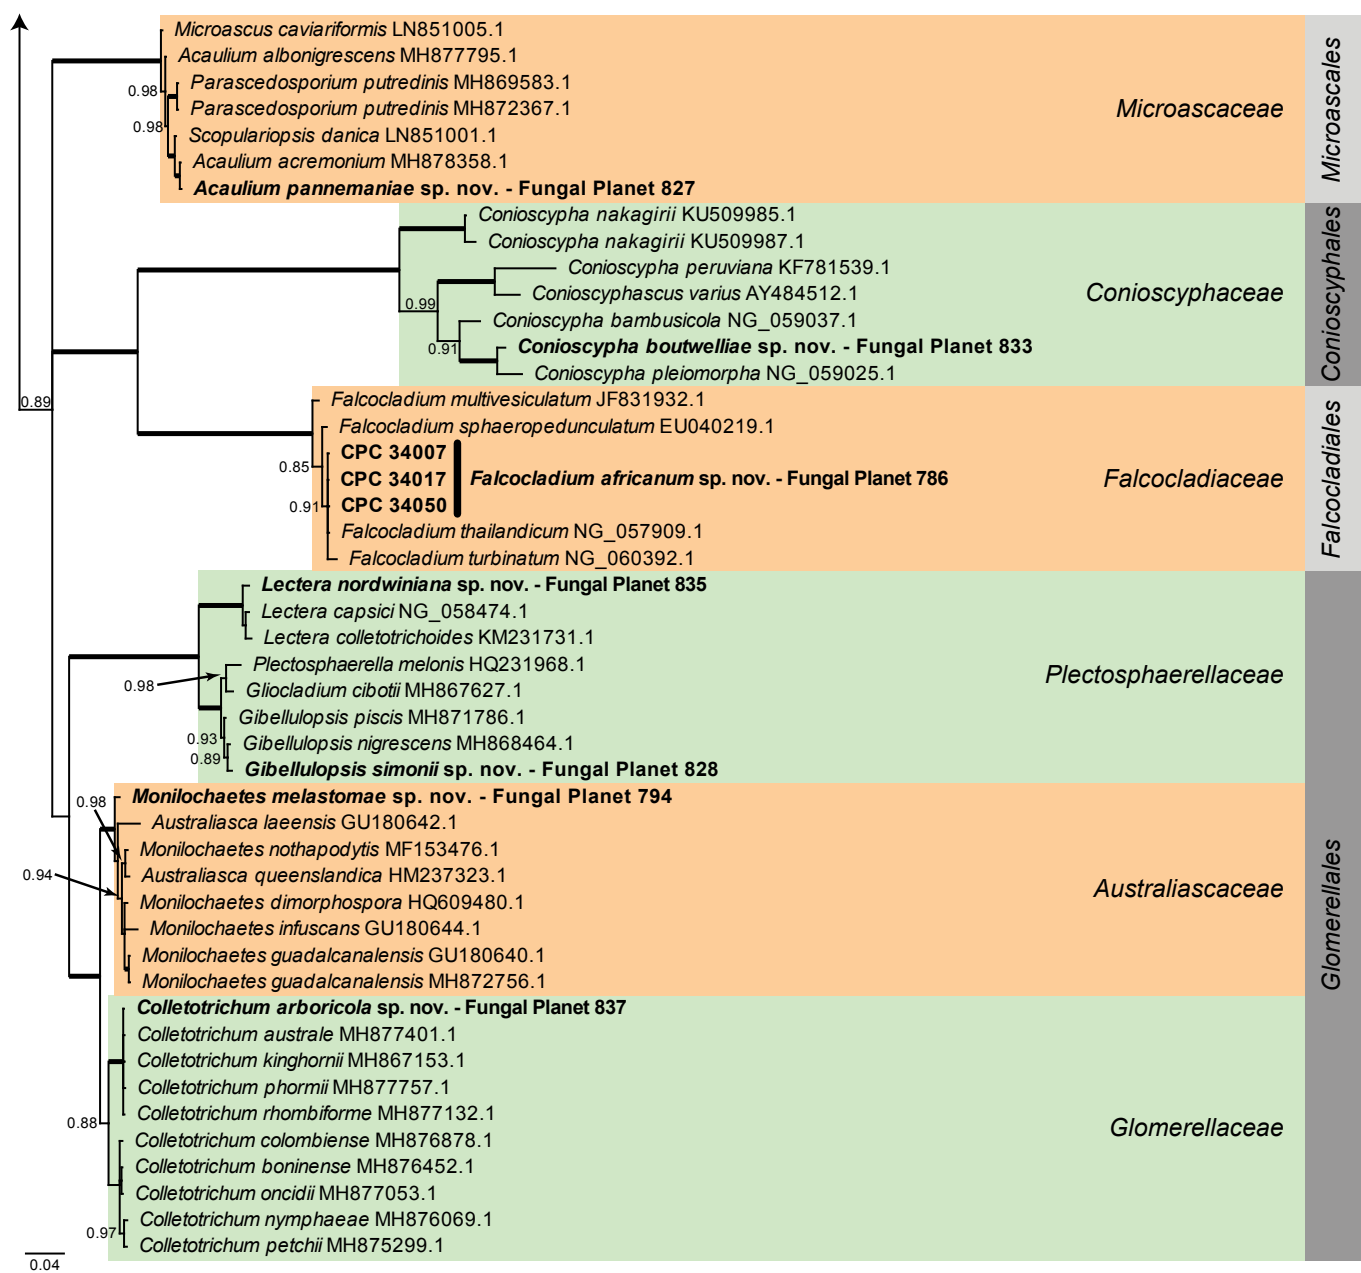 Microascus caviariformis LN851005.1
Acaulium albonigrescens MH877795.1
Parascedosporium putredinis MH869583.1
0.98
Parascedosporium putredinis MH872367.1
Microascaceae
Microascales
0.98
Scopulariopsis danica LN851001.1
Acaulium acremonium MH878358.1
Acaulium pannemaniae sp. nov. - Fungal Planet 827
Conioscypha nakagirii KU509985.1
Conioscypha nakagirii KU509987.1
Conioscypha peruviana KF781539.1
Conioscyphascus varius AY484512.1
Conioscyphaceae
Conioscyphales
0.99
Conioscypha bambusicola NG_059037.1
0.91
Conioscypha boutwelliae sp. nov. - Fungal Planet 833
Conioscypha pleiomorpha NG_059025.1
0.89
Falcocladium multivesiculatum JF831932.1
Falcocladium sphaeropedunculatum EU040219.1
CPC 34007
0.85
CPC 34017
Falcocladium africanum sp. nov. - Fungal Planet 786
Falcocladiaceae
Falcocladiales
0.91
CPC 34050
Falcocladium thailandicum NG_057909.1
Falcocladium turbinatum NG_060392.1
Lectera nordwiniana sp. nov. - Fungal Planet 835
Lectera capsici NG_058474.1
Lectera colletotrichoides KM231731.1
Plectosphaerella melonis HQ231968.1
Plectosphaerellaceae
0.98
Gliocladium cibotii MH867627.1
Gibellulopsis piscis MH871786.1
0.93
Gibellulopsis nigrescens MH868464.1
0.89
Gibellulopsis simonii sp. nov. - Fungal Planet 828
Monilochaetes melastomae sp. nov. - Fungal Planet 794
0.98
Australiasca laeensis GU180642.1
Monilochaetes nothapodytis MF153476.1
0.94
Australiasca queenslandica HM237323.1
Australiascaceae
Glomerellales
Monilochaetes dimorphospora HQ609480.1
Monilochaetes infuscans GU180644.1
Monilochaetes guadalcanalensis GU180640.1
Monilochaetes guadalcanalensis MH872756.1
Colletotrichum arboricola sp. nov. - Fungal Planet 837
Colletotrichum australe MH877401.1
Colletotrichum kinghornii MH867153.1
Colletotrichum phormii MH877757.1
Colletotrichum rhombiforme MH877132.1
0.88
Glomerellaceae
Colletotrichum colombiense MH876878.1
Colletotrichum boninense MH876452.1
Colletotrichum oncidii MH877053.1
Colletotrichum nymphaeae MH876069.1
0.97
Colletotrichum petchii MH875299.1
0.04